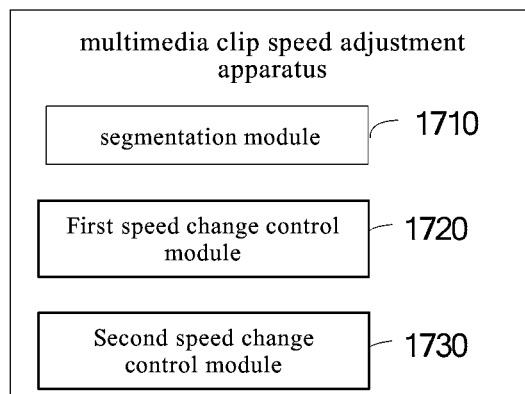 multimedia clip speed adjustment
apparatus
segmentation module
1710
First speed change control
module
1720
Second speed change
control module
1730